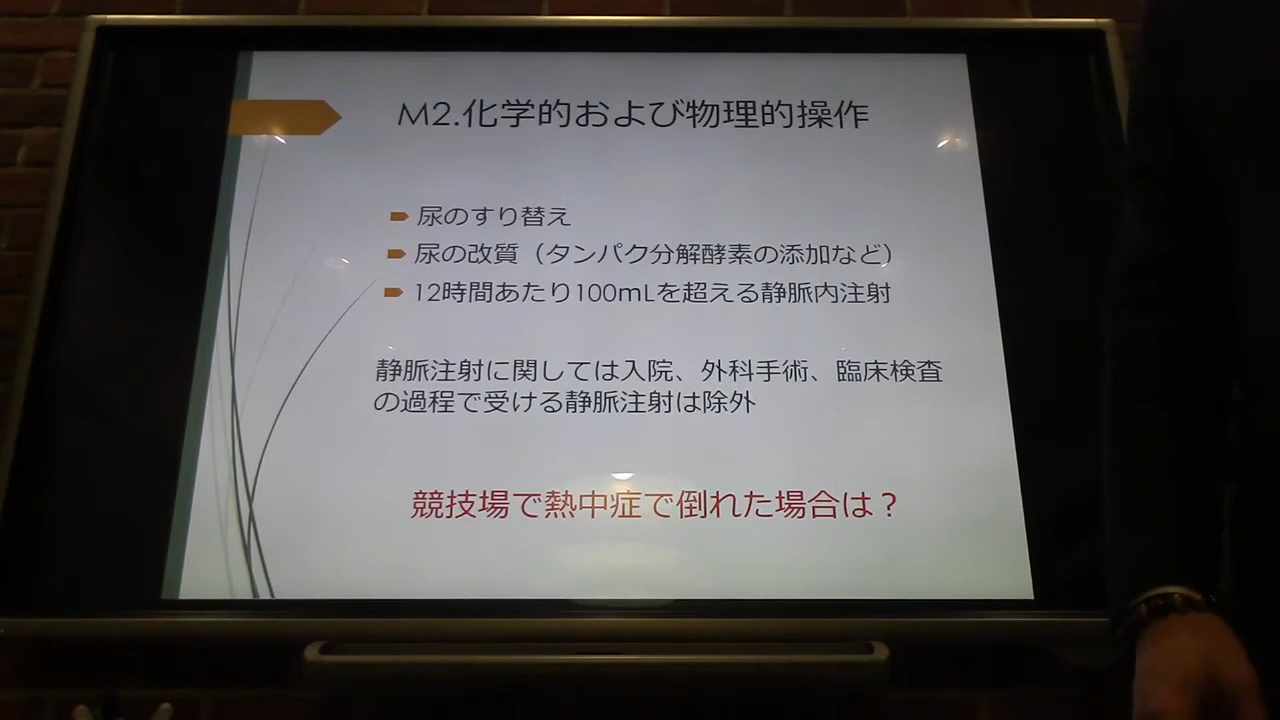 M2.化学的および物理的操作
尿のすり替え
尿の改質（タンパク分解酵素の添加など）
12時間あたり100mLを超える静脈内注射
静脈注射に関しては入院、外科手術、臨床検査
の過程で受ける静脈注射は除外
競技場で熱中症で倒れた場合は？